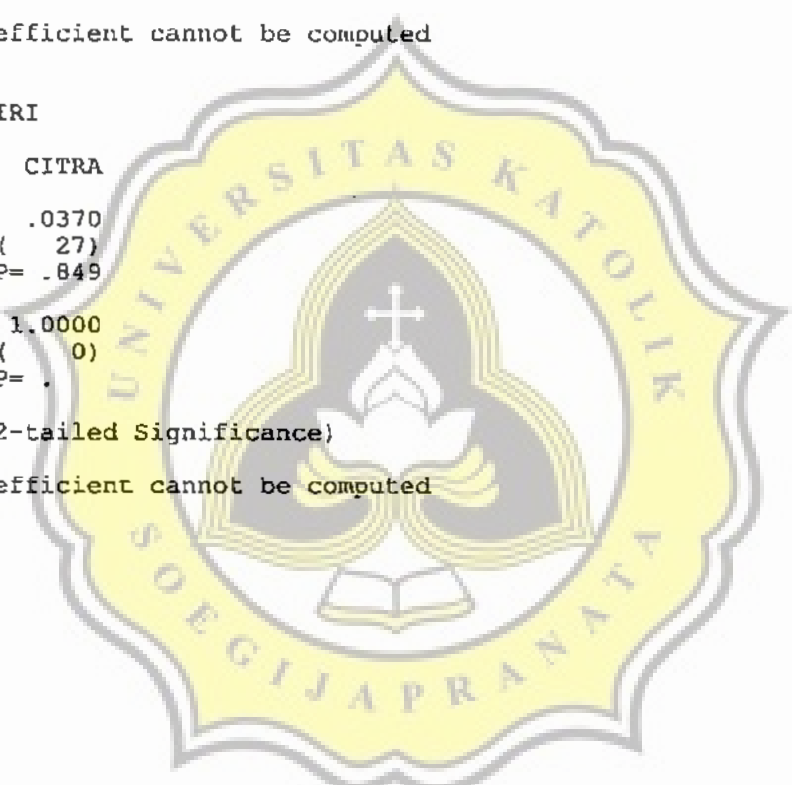 efficient cannot be computed
IRI
CITRA
.0370
( 27)
P= .849
1.0000
( 0)
P= .
2-tailed Significance)
efficient cannot be computed
UNIVERSITAS KATOLIK
SOEGIJAPRANATA